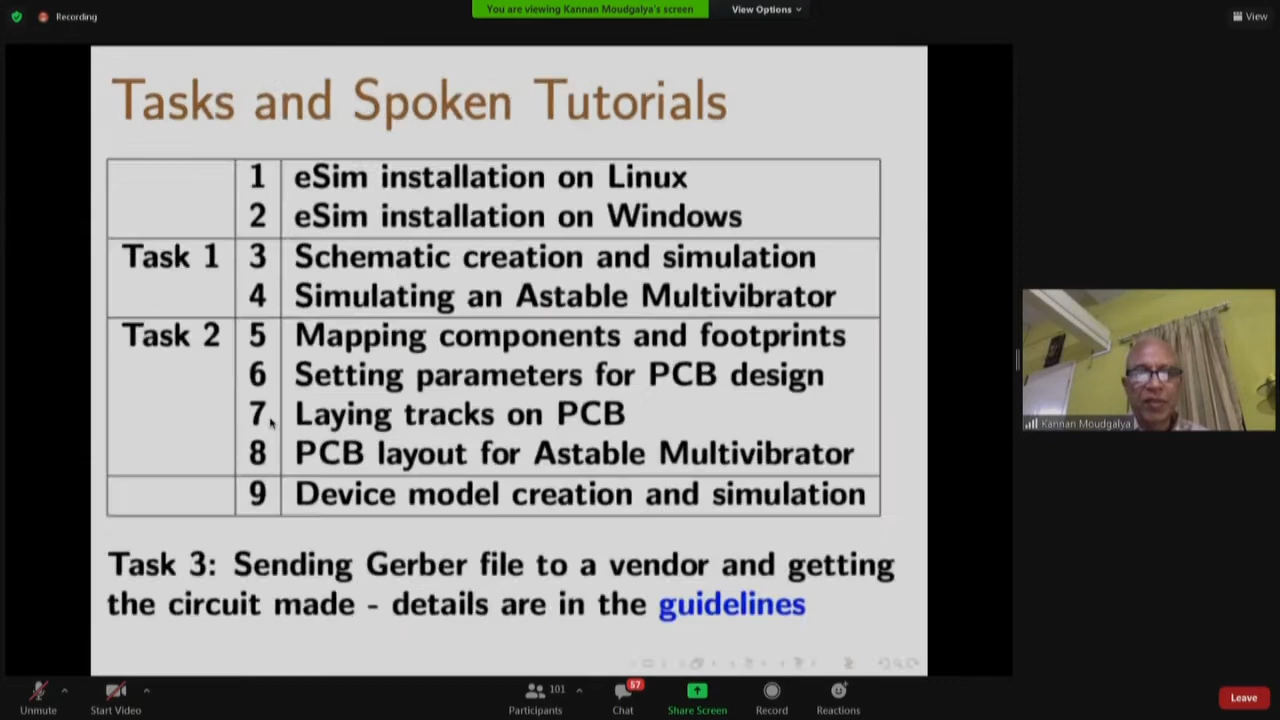 Recording
You are viewing Kannan Moudgalya's screen
View Options
View
Tasks and Spoken Tutorials
1 eSim installation on Linux
2 eSim installation on Windows
Task 1 3 Schematic creation and simulation
4 Simulating an Astable Multivibrator
Task 2 5 Mapping components and footprints
6 Setting parameters for PCB design
7 Laying tracks on PCB
8 PCB layout for Astable Multivibrator
9 Device model creation and simulation
Task 3: Sending Gerber file to a vendor and getting
the circuit made - details are in the guidelines
Kannan Moudgalya
Unmute
Start Video
101
Participants
57
Chat
Share Screen
Record
Reactions
Leave